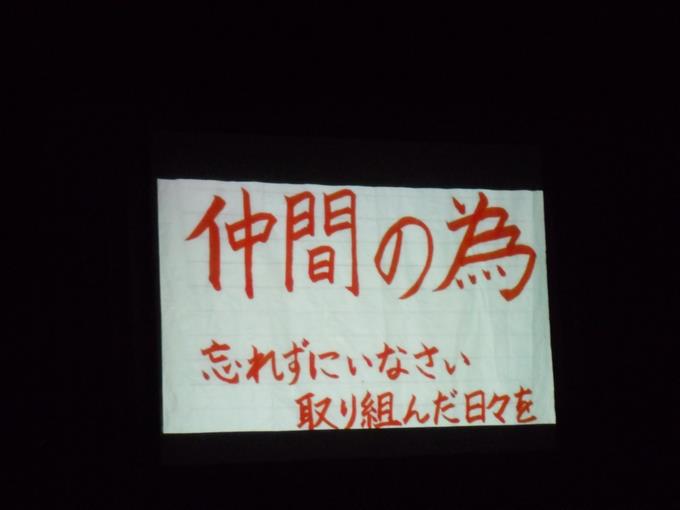 仲間の為
忘れずにいなさい
取り組んだ日々を